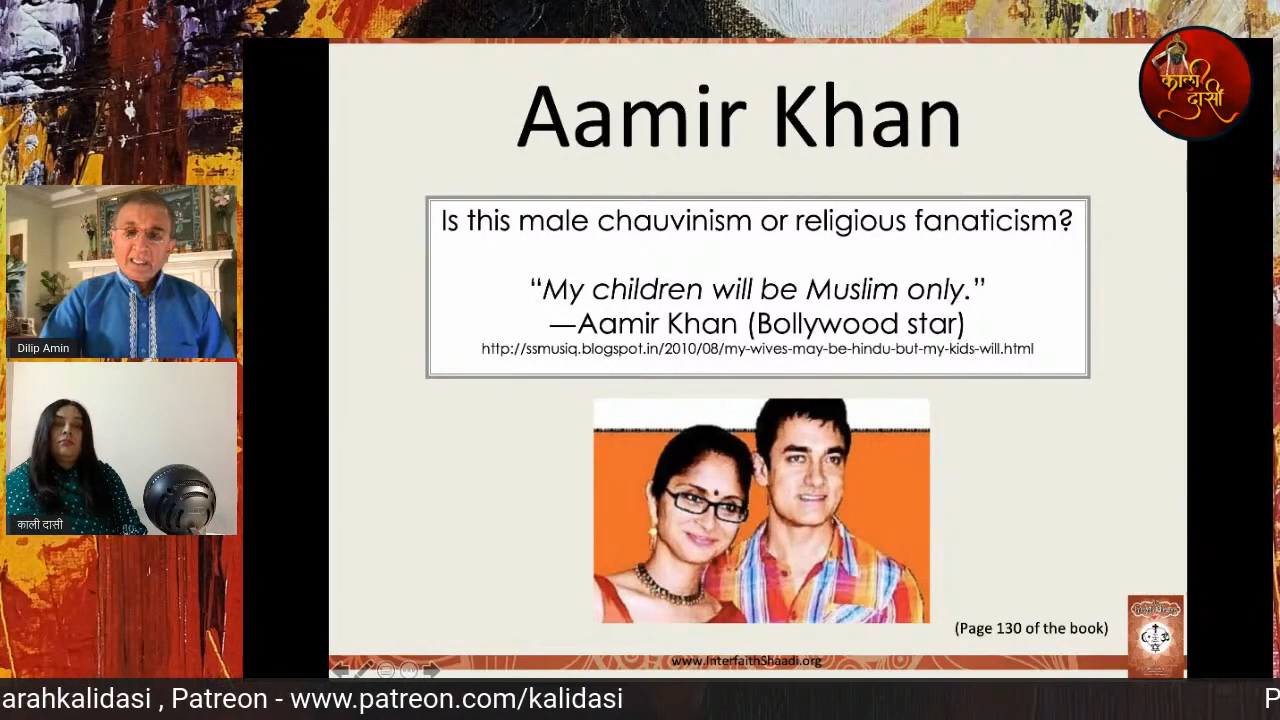 Aamir Khan
काली
दासी
Is this male chauvinism or religious fanaticism?
“My children will be Muslim only.”
—Aamir Khan (Bollywood star)
http://ssmusiq.blogspot.in/2010/08/my-wives-may-be-hindu-but-my-kids-will.html
Dilip Amin
काली दासी
(Page 130 of the book)
www.InterfaithShaadi.org
arahkalidasi , Patreon - www.patreon.com/kalidasi
P